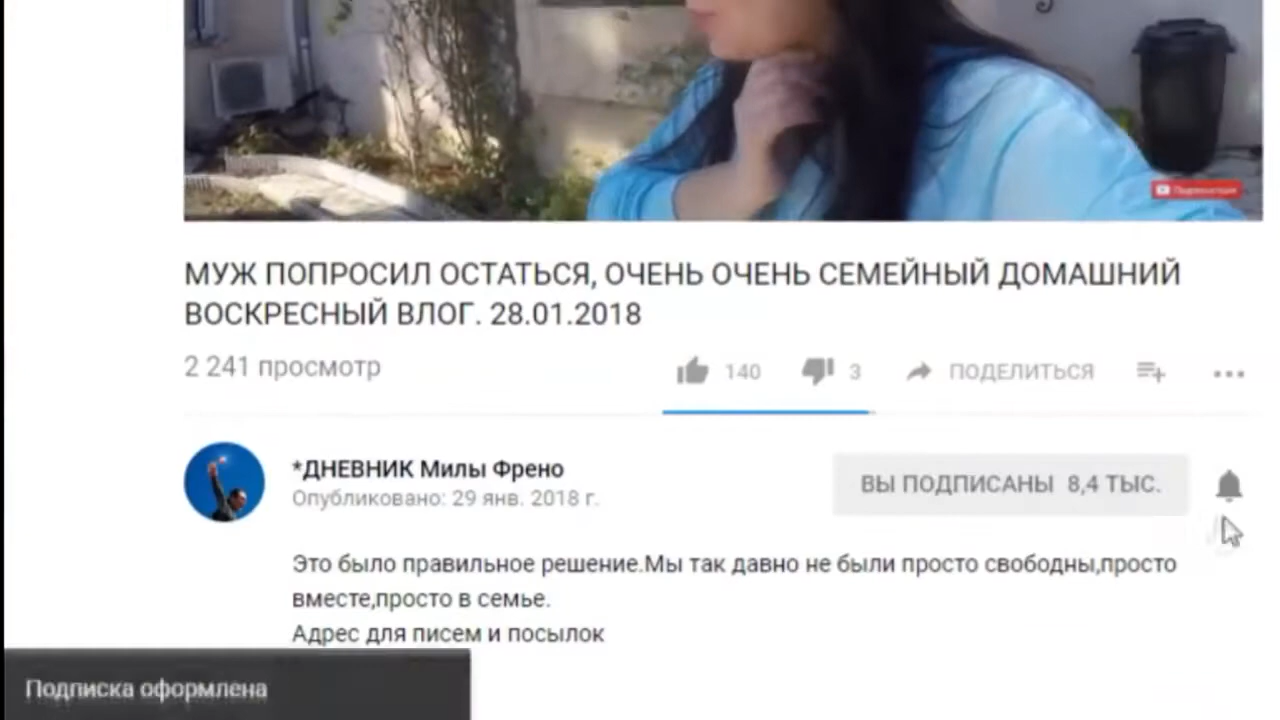 МУЖ ПОПРОСИЛ ОСТАТЬСЯ, ОЧЕНЬ ОЧЕНЬ СЕМЕЙНЫЙ ДОМАШНИЙ
ВОСКРЕСНЫЙ ВЛОГ. 28.01.2018
2 241 просмотр
140
3
ПОДЕЛИТЬСЯ
*ДНЕВНИК Милы Френо
Опубликовано: 29 янв. 2018 г.
ВЫ ПОДПИСАНЫ 8,4 ТЫС.
Это было правильное решение.Мы так давно не были просто свободны,просто
вместе,просто в семье.
Адрес для писем и посылок
Подписка оформлена